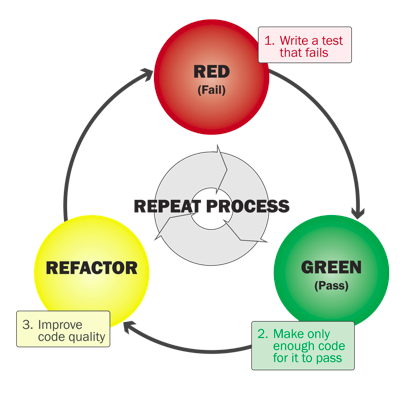 RED
(Fail)
1. Write a test
that fails
REPEAT PROCESS
GREEN
(Pass)
2. Make only
enough code
for it to pass
REFACTOR
3. Improve
code quality